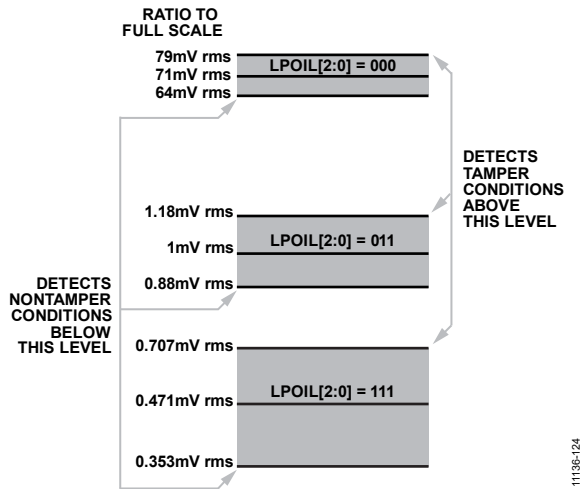 RATIO TO
FULL SCALE
79mV rms
LPOIL[2:0] = 000
71mV rms
64mV rms
DETECTS
TAMPER
CONDITIONS
ABOVE
THIS LEVEL
1.18mV rms
LPOIL[2:0] = 011
1mV rms
0.88mV rms
DETECTS
NONTAMPER
CONDITIONS
BELOW
THIS LEVEL
0.707mV rms
LPOIL[2:0] = 111
0.471mV rms
0.353mV rms
11136-124